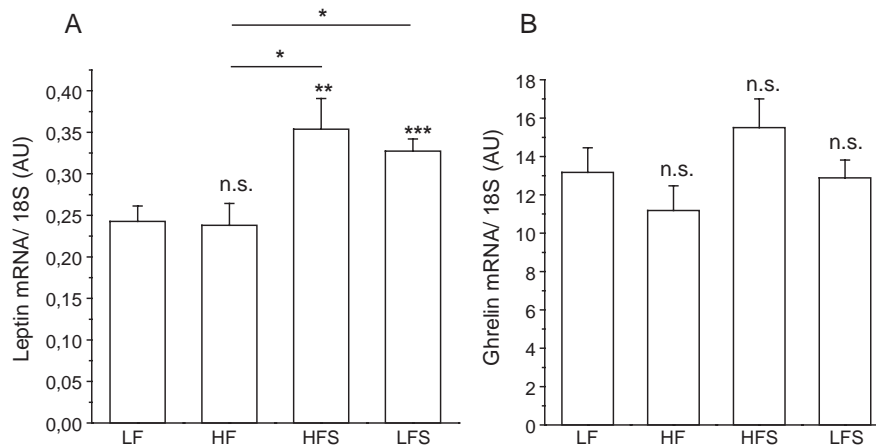 A
*
*
**
***
n.s.
0,40
0,35
0,30
0,25
0,20
0,15
0,10
0,05
0,00
Leptin mRNA/ 18S (AU)
LF HF HFS LFS
B
n.s.
n.s.
n.s.
18
16
14
12
10
8
6
4
2
0
Ghrelin mRNA/ 18S (AU)
LF HF HFS LFS